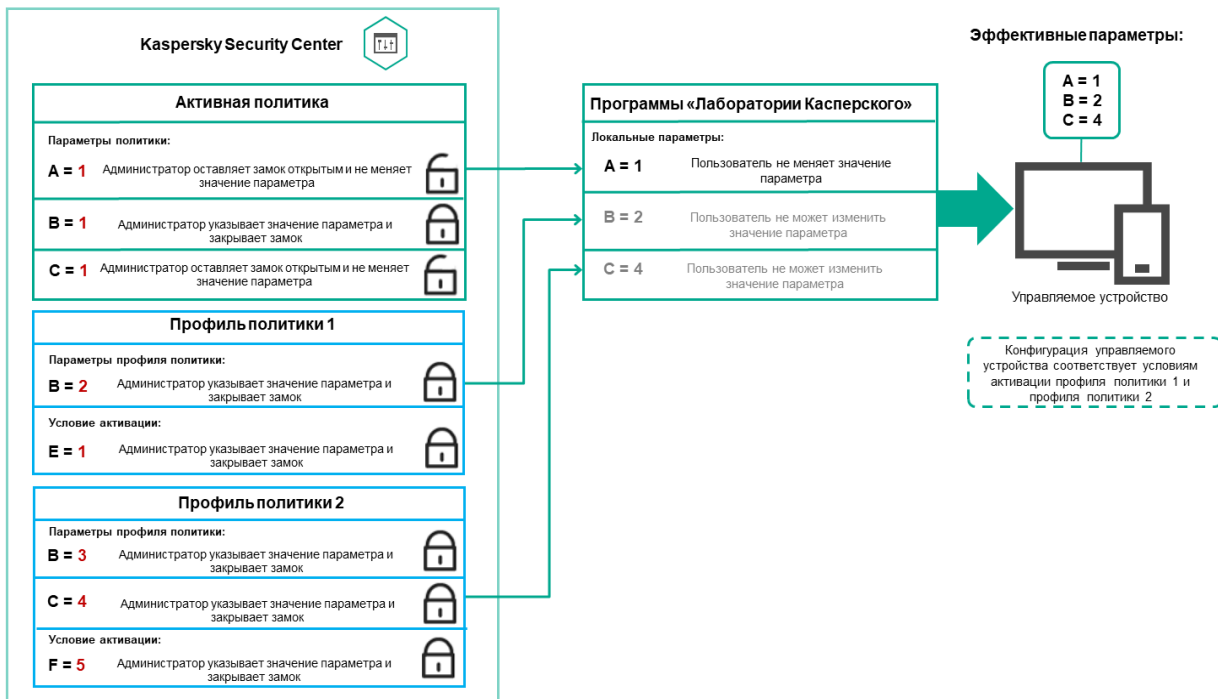 Kaspersky Security Center
Активная политика
Параметры политики:
A = 1
Администратор оставляет замок открытым и не меняет
значение параметра
B = 1
Администратор указывает значение параметра и
закрывает замок
C = 1
Администратор оставляет замок открытым и не меняет
значение параметра
Профиль политики 1
Параметры профиля политики:
B = 2
Администратор указывает значение параметра и
закрывает замок
Условие активации:
E = 1
Администратор указывает значение параметра и
закрывает замок
Профиль политики 2
Параметры профиля политики:
B = 3
Администратор указывает значение параметра и
закрывает замок
C = 4
Администратор указывает значение параметра и
закрывает замок
Условие активации:
F = 5
Администратор указывает значение параметра и
закрывает замок
Программы «Лаборатории Касперского»
Локальные параметры:
A = 1
Пользователь не меняет значение
параметра
B = 2
Пользователь не может изменить
значение параметра
C = 4
Пользователь не может изменить
значение параметра
Эффективные параметры:
A = 1
B = 2
C = 4
Управляемое устройство
Конфигурация управляемого
устройства соответствует условиям
активации профиля политики 1 и
профиля политики 2